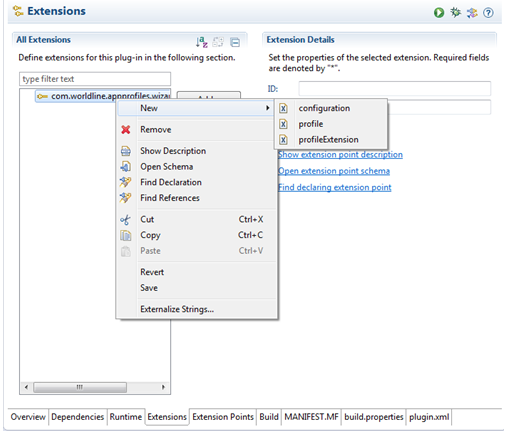 Extensions
All Extensions
Define extensions for this plug-in in the following section.
type filter text
com.worldline.apnprofiles.wizar
New
Remove
Show Description
Open Schema
Find Declaration
Find References
Cut Ctrl+X
Copy Ctrl+C
Paste Ctrl+V
Revert
Save
Externalize Strings...
configuration
profile
profileExtension
Extension Details
Set the properties of the selected extension. Required fields
are denoted by "*".
ID:
Show extension point description
Open extension point schema
Find declaring extension point
Overview Dependencies Runtime Extensions Extension Points Build MANIFEST.MF build.properties plugin.xml